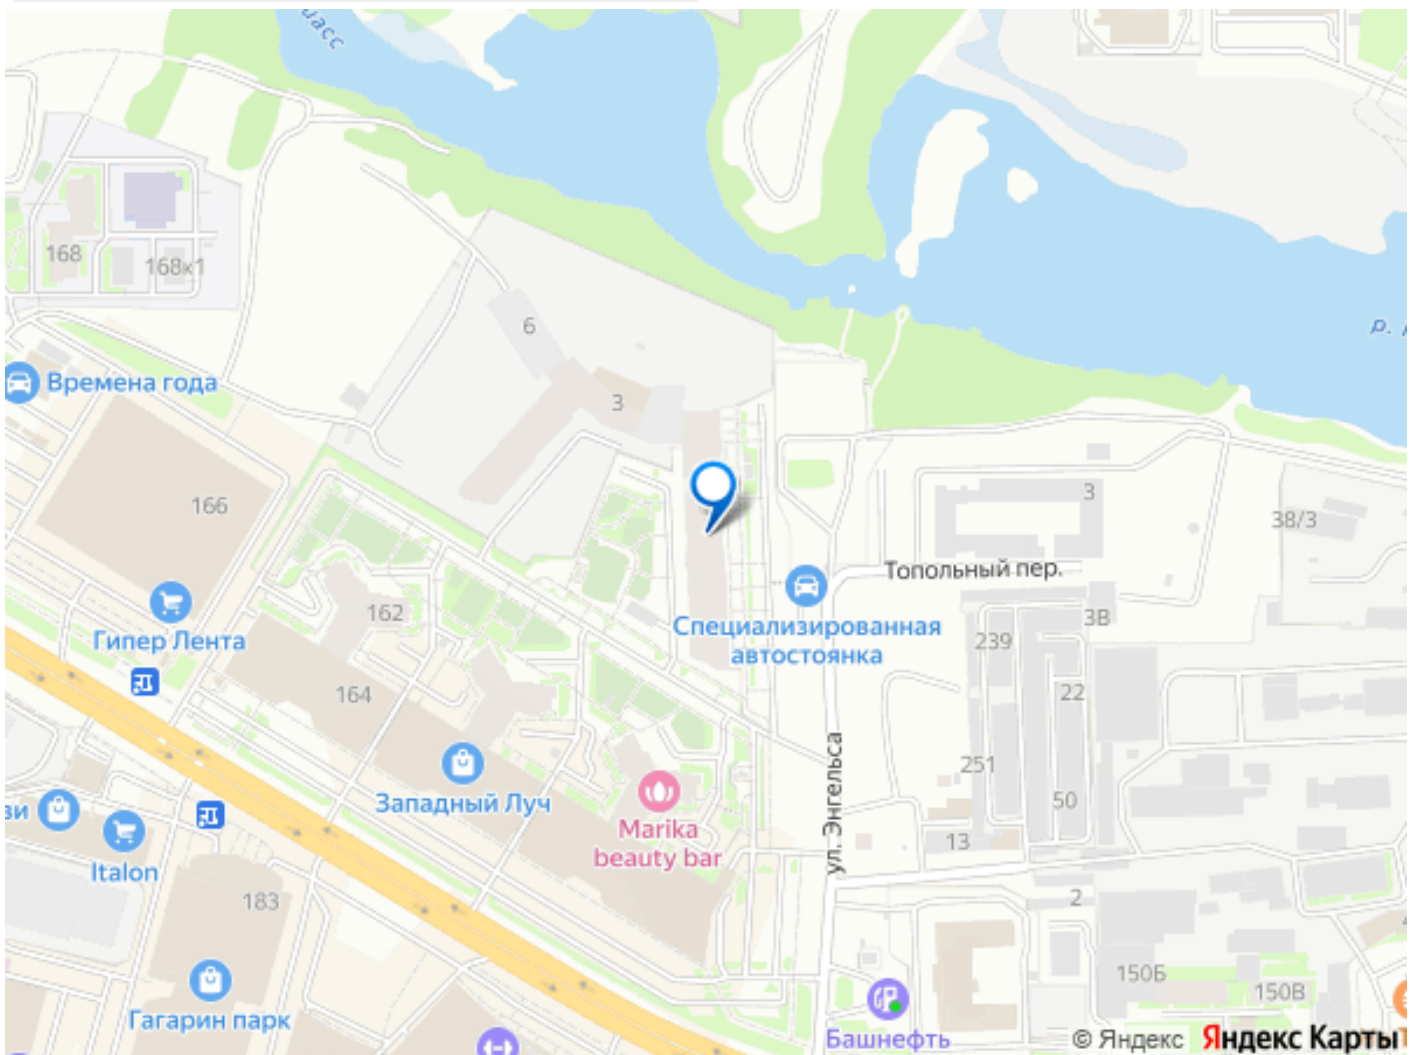 168
168к1
6
3
р.
Времена года
166
3
38/3
Топольный пер.
Гипер Лента
162
Специализированная
автостоянка
239
3В
164
22
Западный Луч
ул. Энгельса
251
50
Marika
beauty bar
зи
Italon
13
183
2
150Б
150В
Гагарин парк
Башнефть
© Яндекс
Яндекс Карты